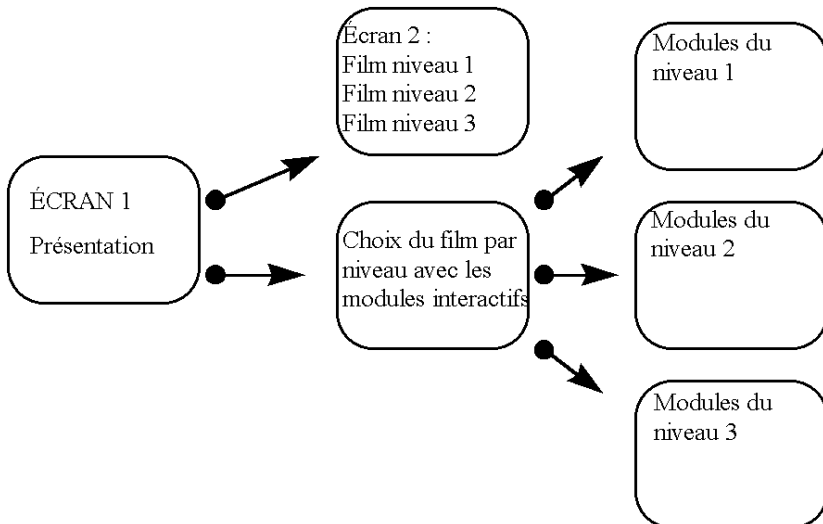 ÉCRAN 1
Présentation
Écran 2 :
Film niveau 1
Film niveau 2
Film niveau 3
Choix du film par
niveau avec les
modules interactifs
Modules du
niveau 1
Modules du
niveau 2
Modules du
niveau 3